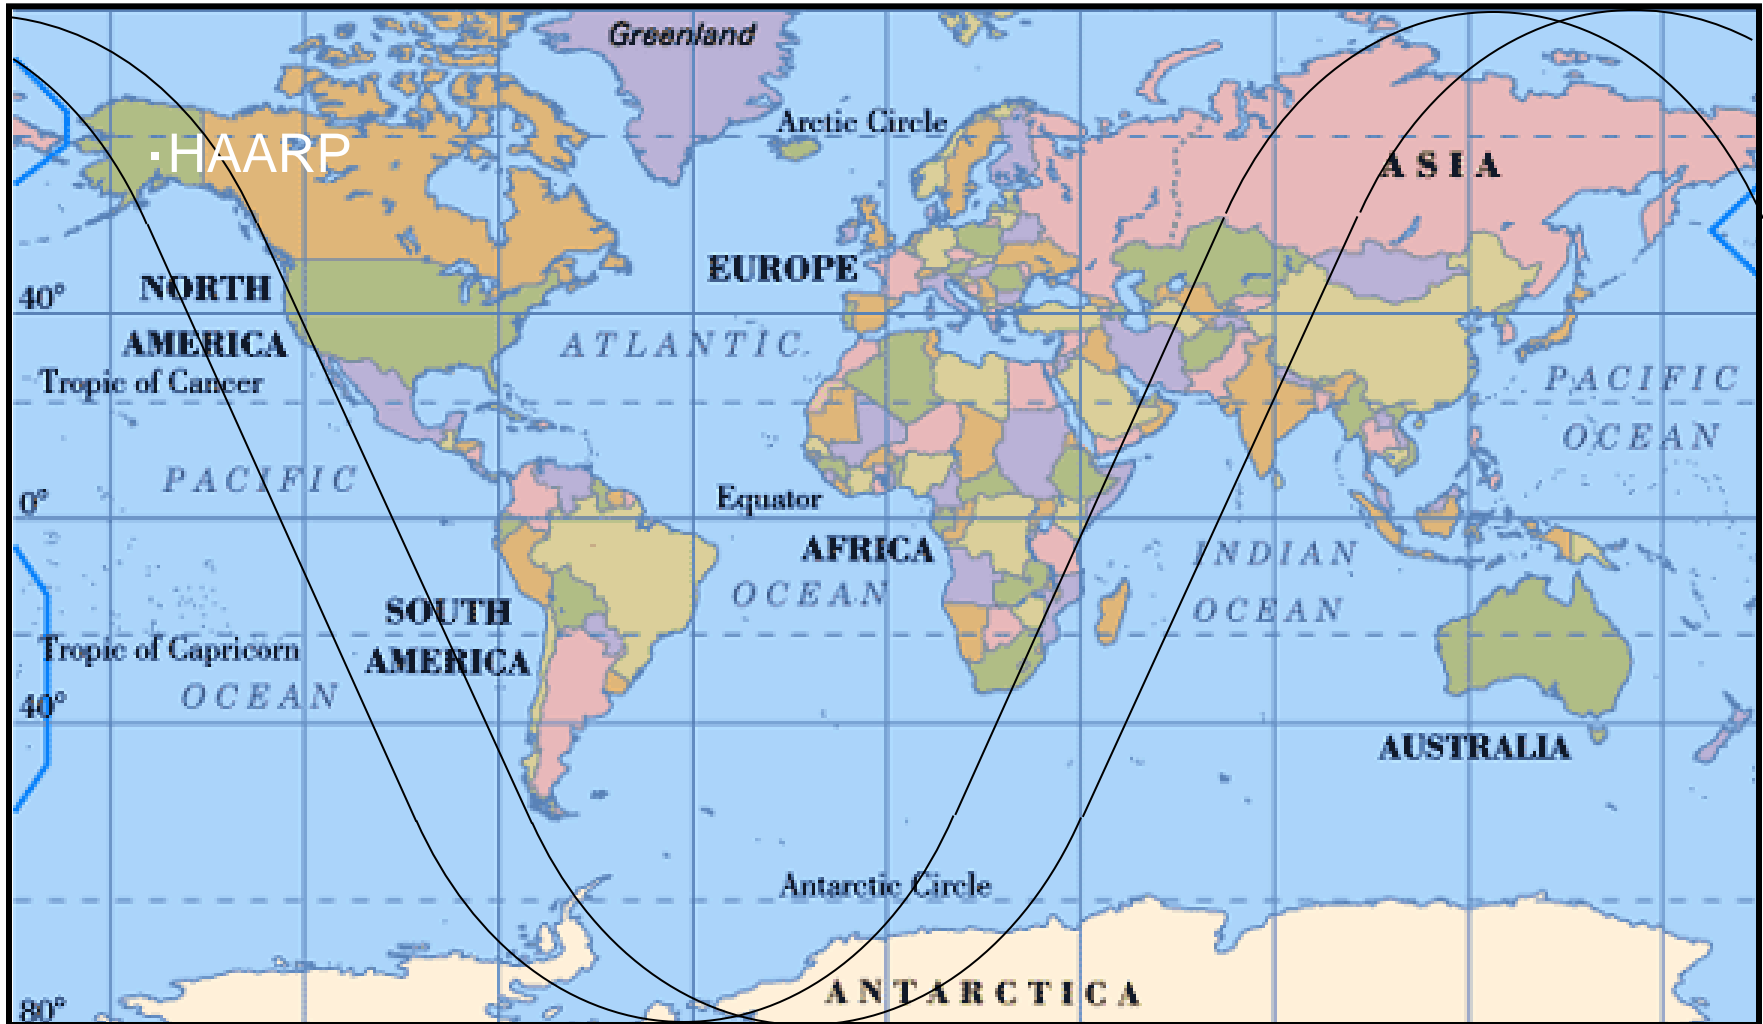 Greenland
Arctic Circle
HAARP
ASIA
EUROPE
NORTH
AMERICA
40°
ATLANTIC
Tropic of Cancer
PACIFIC
OCEAN
PACIFIC
0°
Equator
AFRICA
INDIAN
OCEAN
OCEAN
SOUTH
AMERICA
Tropic of Capricorn
OCEAN
40°
AUSTRALIA
Antarctic Circle
ANTARCTICA
80°